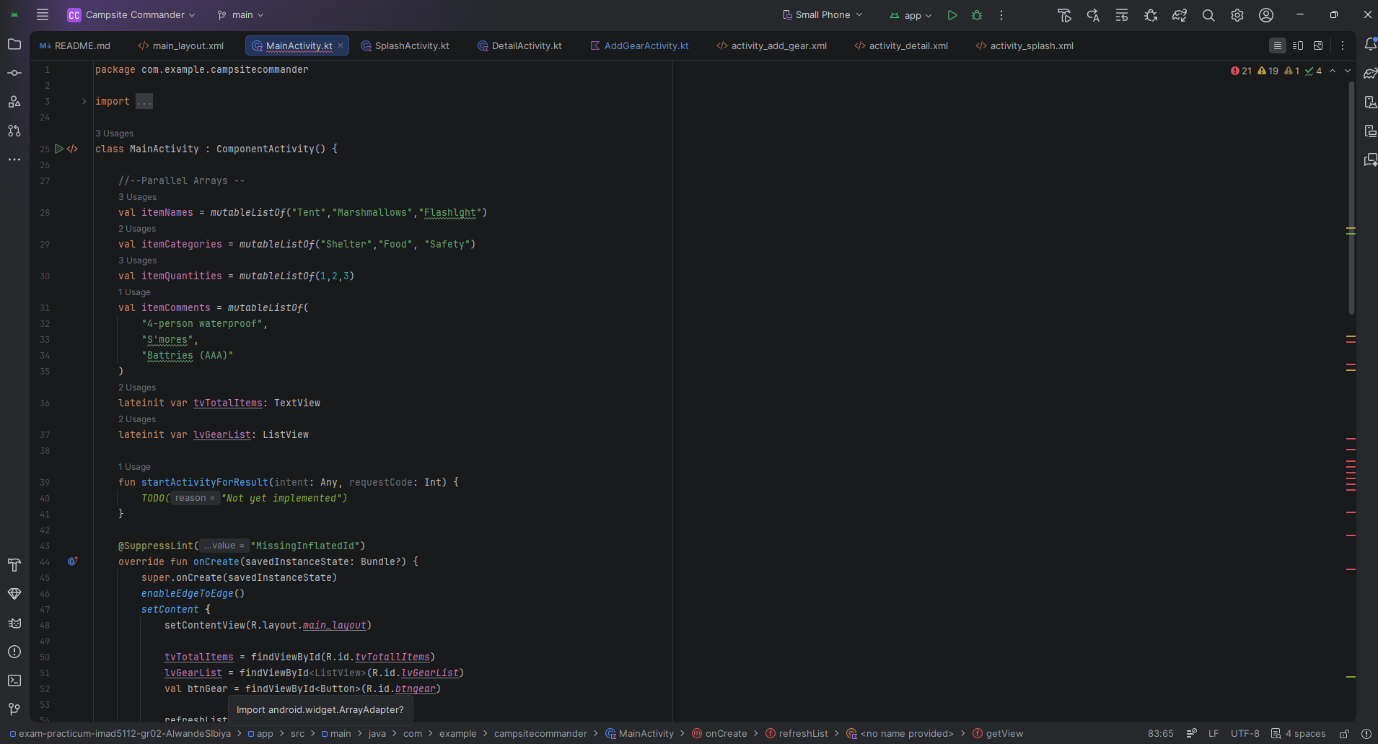 CC Campsite Commander main Small Phone app
README.md main_layout.xml MainActivity.kt SplashActivity.kt DetailActivity.kt AddGearActivity.kt activity_add_gear.xml activity_detail.xml activity_splash.xml
21 19 1 4
1 package com.example.campsitecommander
2
3 import ...
24
3 Usages
25 class MainActivity : ComponentActivity() {
26
27 //--Parallel Arrays --
3 Usages
28 val itemNames = mutableListOf("Tent","Marshmallows","Flashlght")
2 Usages
29 val itemCategories = mutableListOf("Shelter","Food", "Safety")
3 Usages
30 val itemQuantities = mutableListOf(1,2,3)
1 Usage
31 val itemComments = mutableListOf(
32 "4-person waterproof",
33 "S'mores",
34 "Battries (AAA)"
35 )
2 Usages
36 lateinit var tvTotalItems: TextView
2 Usages
37 lateinit var lvGearList: ListView
38
1 Usage
39 fun startActivityForResult(intent: Any, requestCode: Int) {
40 TODO( reason = "Not yet implemented")
41 }
42
43 @SuppressLint( ...value = "MissingInflatedId")
44 override fun onCreate(savedInstanceState: Bundle?) {
45 super.onCreate(savedInstanceState)
46 enableEdgeToEdge()
47 setContent {
48 setContentView(R.layout.main_layout)
49
50 tvTotalItems = findViewById(R.id.tvTotallItems)
51 lvGearList = findViewById<ListView>(R.id.lvGearList)
52 val btnGear = findViewById<Button>(R.id.btngear)
53
Import android.widget.ArrayAdapter?
54 refreshList
exam-practicum-imad5112-gr02-AlwandeSIbiya > app > src > main > java > com > example > campsitecommander > MainActivity > onCreate > refreshList > <no name provided> > getView 83:65 LF UTF-8 4 spaces